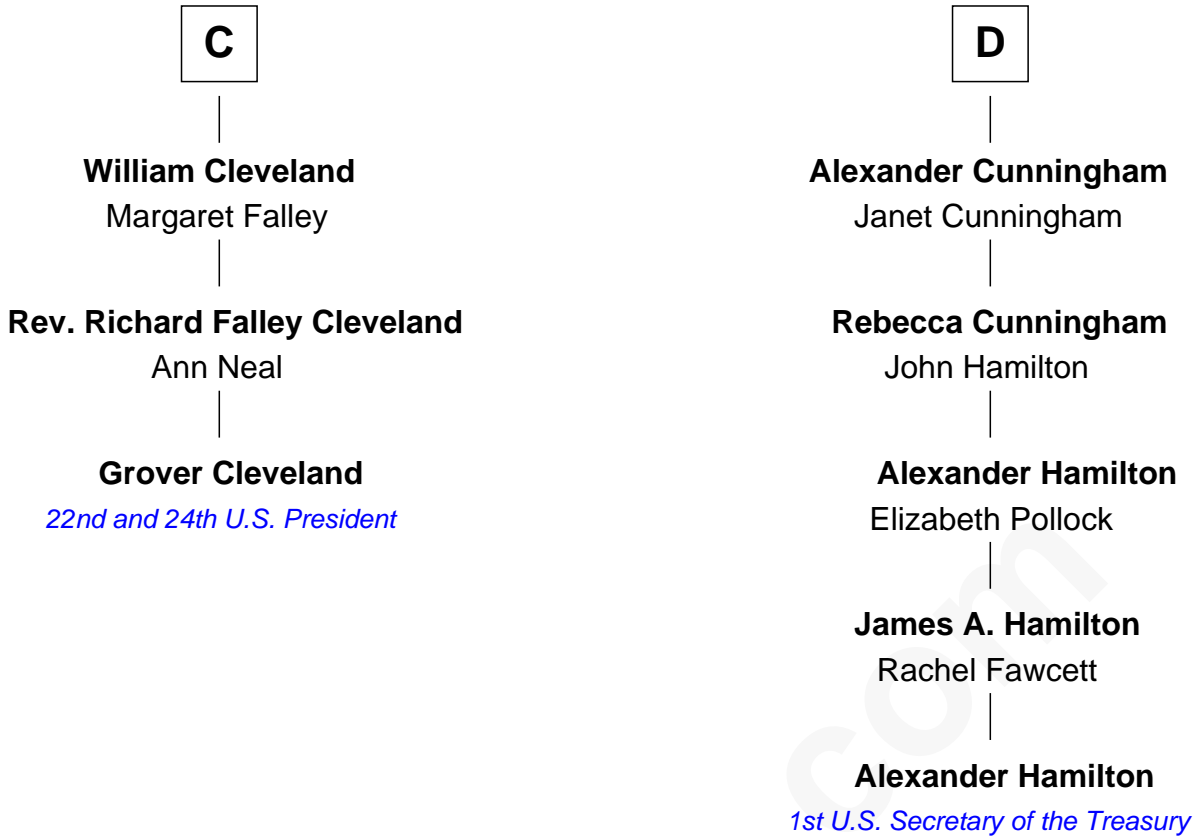 C
William Cleveland
Margaret Falley
Rev. Richard Falley Cleveland
Ann Neal
Grover Cleveland
22nd and 24th U.S. President
D
Alexander Cunningham
Janet Cunningham
Rebecca Cunningham
John Hamilton
Alexander Hamilton
Elizabeth Pollock
James A. Hamilton
Rachel Fawcett
Alexander Hamilton
1st U.S. Secretary of the Treasury
com